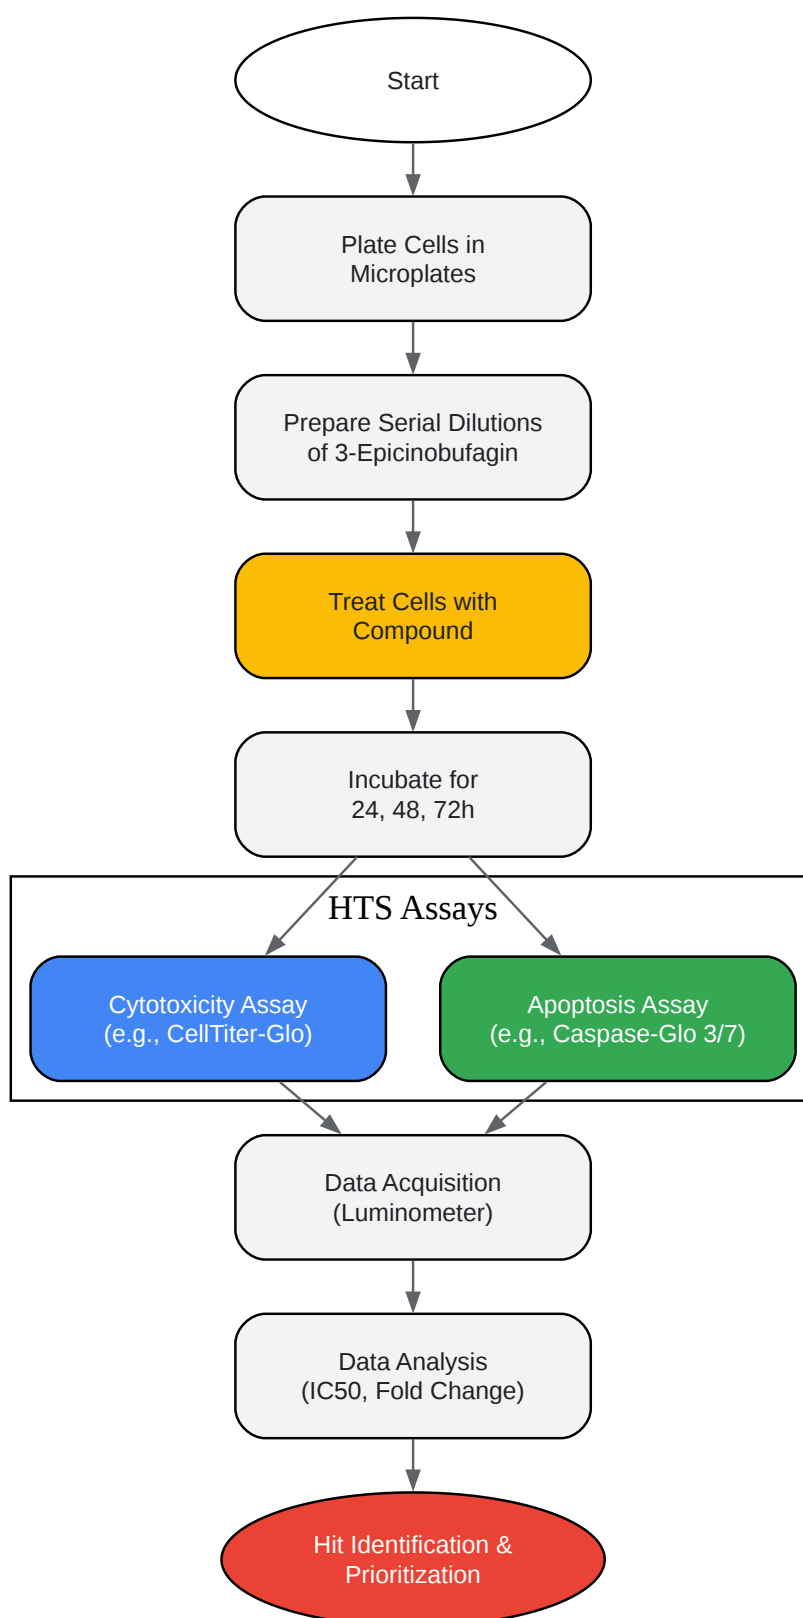 Start
Plate Cells in
Microplates
Prepare Serial Dilutions
of 3-Epicinobufagin
Treat Cells with
Compound
Incubate for
24, 48, 72h
HTS Assays
Cytotoxicity Assay
(e.g., CellTiter-Glo)
Apoptosis Assay
(e.g., Caspase-Glo 3/7)
Data Acquisition
(Luminometer)
Data Analysis
(IC50, Fold Change)
Hit Identification &
Prioritization